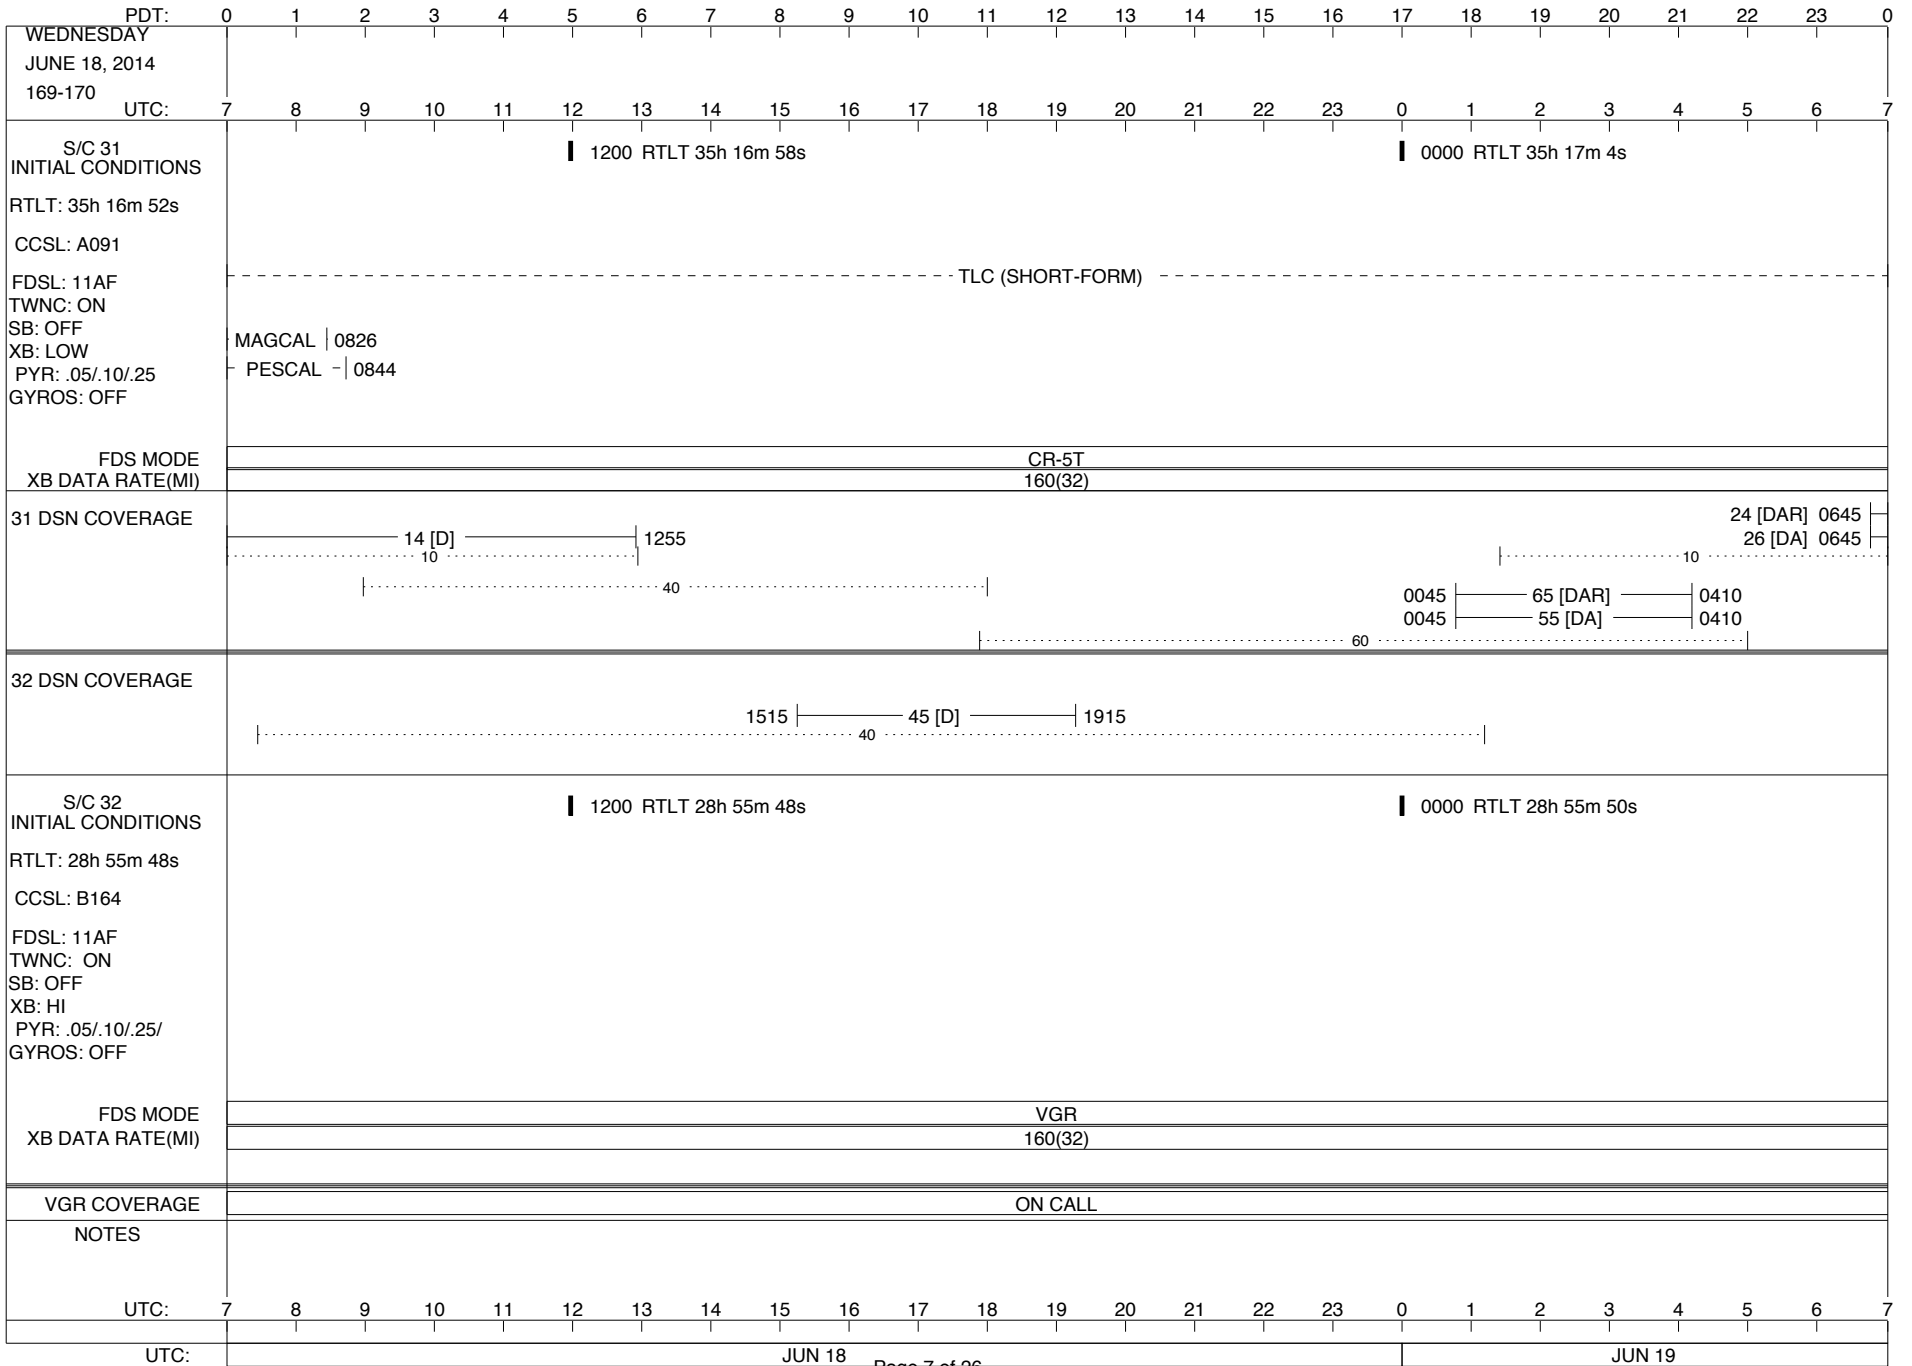 PDT: 0 1 2 3 4 5 6 7 8 9 10 11 12 13 14 15 16 17 18 19 20 21 22 23 0
WEDNESDAY
JUNE 18, 2014
169-170
UTC: 7 8 9 10 11 12 13 14 15 16 17 18 19 20 21 22 23 0 1 2 3 4 5 6 7
S/C 31
INITIAL CONDITIONS
1200 RTLT 35h 16m 58s
0000 RTLT 35h 17m 4s
RTLT: 35h 16m 52s
CCSL: A091
FDSL: 11AF
TLC (SHORT-FORM)
TWNC: ON
SB: OFF
XB: LOW
MAGCAL 0826
PYR: .05/.10/.25
PESCAL 0844
GYROS: OFF
FDS MODE
CR-5T
XB DATA RATE(MI)
160(32)
31 DSN COVERAGE
24 [DAR] 0645
14 [D] 1255
26 [DA] 0645
10
10
40
0045 65 [DAR] 0410
0045 55 [DA] 0410
60
32 DSN COVERAGE
1515 45 [D] 1915
40
S/C 32
INITIAL CONDITIONS
1200 RTLT 28h 55m 48s
0000 RTLT 28h 55m 50s
RTLT: 28h 55m 48s
CCSL: B164
FDSL: 11AF
TWNC: ON
SB: OFF
XB: HI
PYR: .05/.10/.25/
GYROS: OFF
FDS MODE
VGR
XB DATA RATE(MI)
160(32)
VGR COVERAGE
ON CALL
NOTES
UTC: 7 8 9 10 11 12 13 14 15 16 17 18 19 20 21 22 23 0 1 2 3 4 5 6 7
UTC: JUN 18 JUN 19
Page 7 of 26